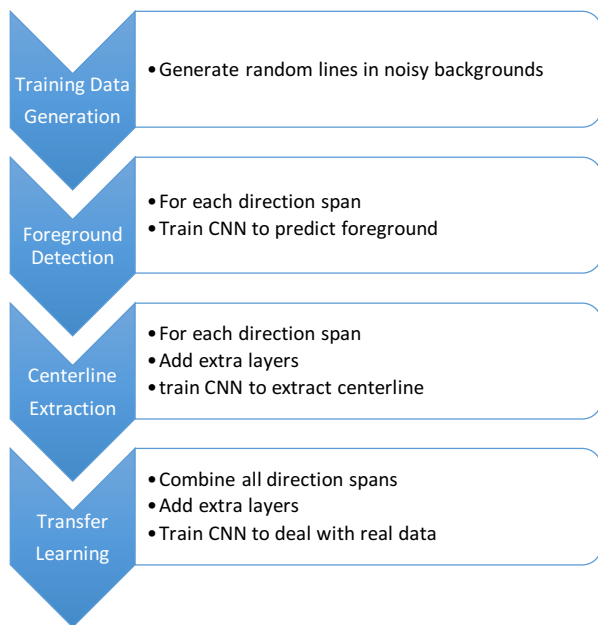 Training Data
Generation
•Generate random lines in noisy backgrounds
Foreground
Detection
•For each direction span
•Train CNN to predict foreground
Centerline
Extraction
•For each direction span
•Add extra layers
•train CNN to extract centerline
Transfer
Learning
•Combine all direction spans
•Add extra layers
•Train CNN to deal with real data